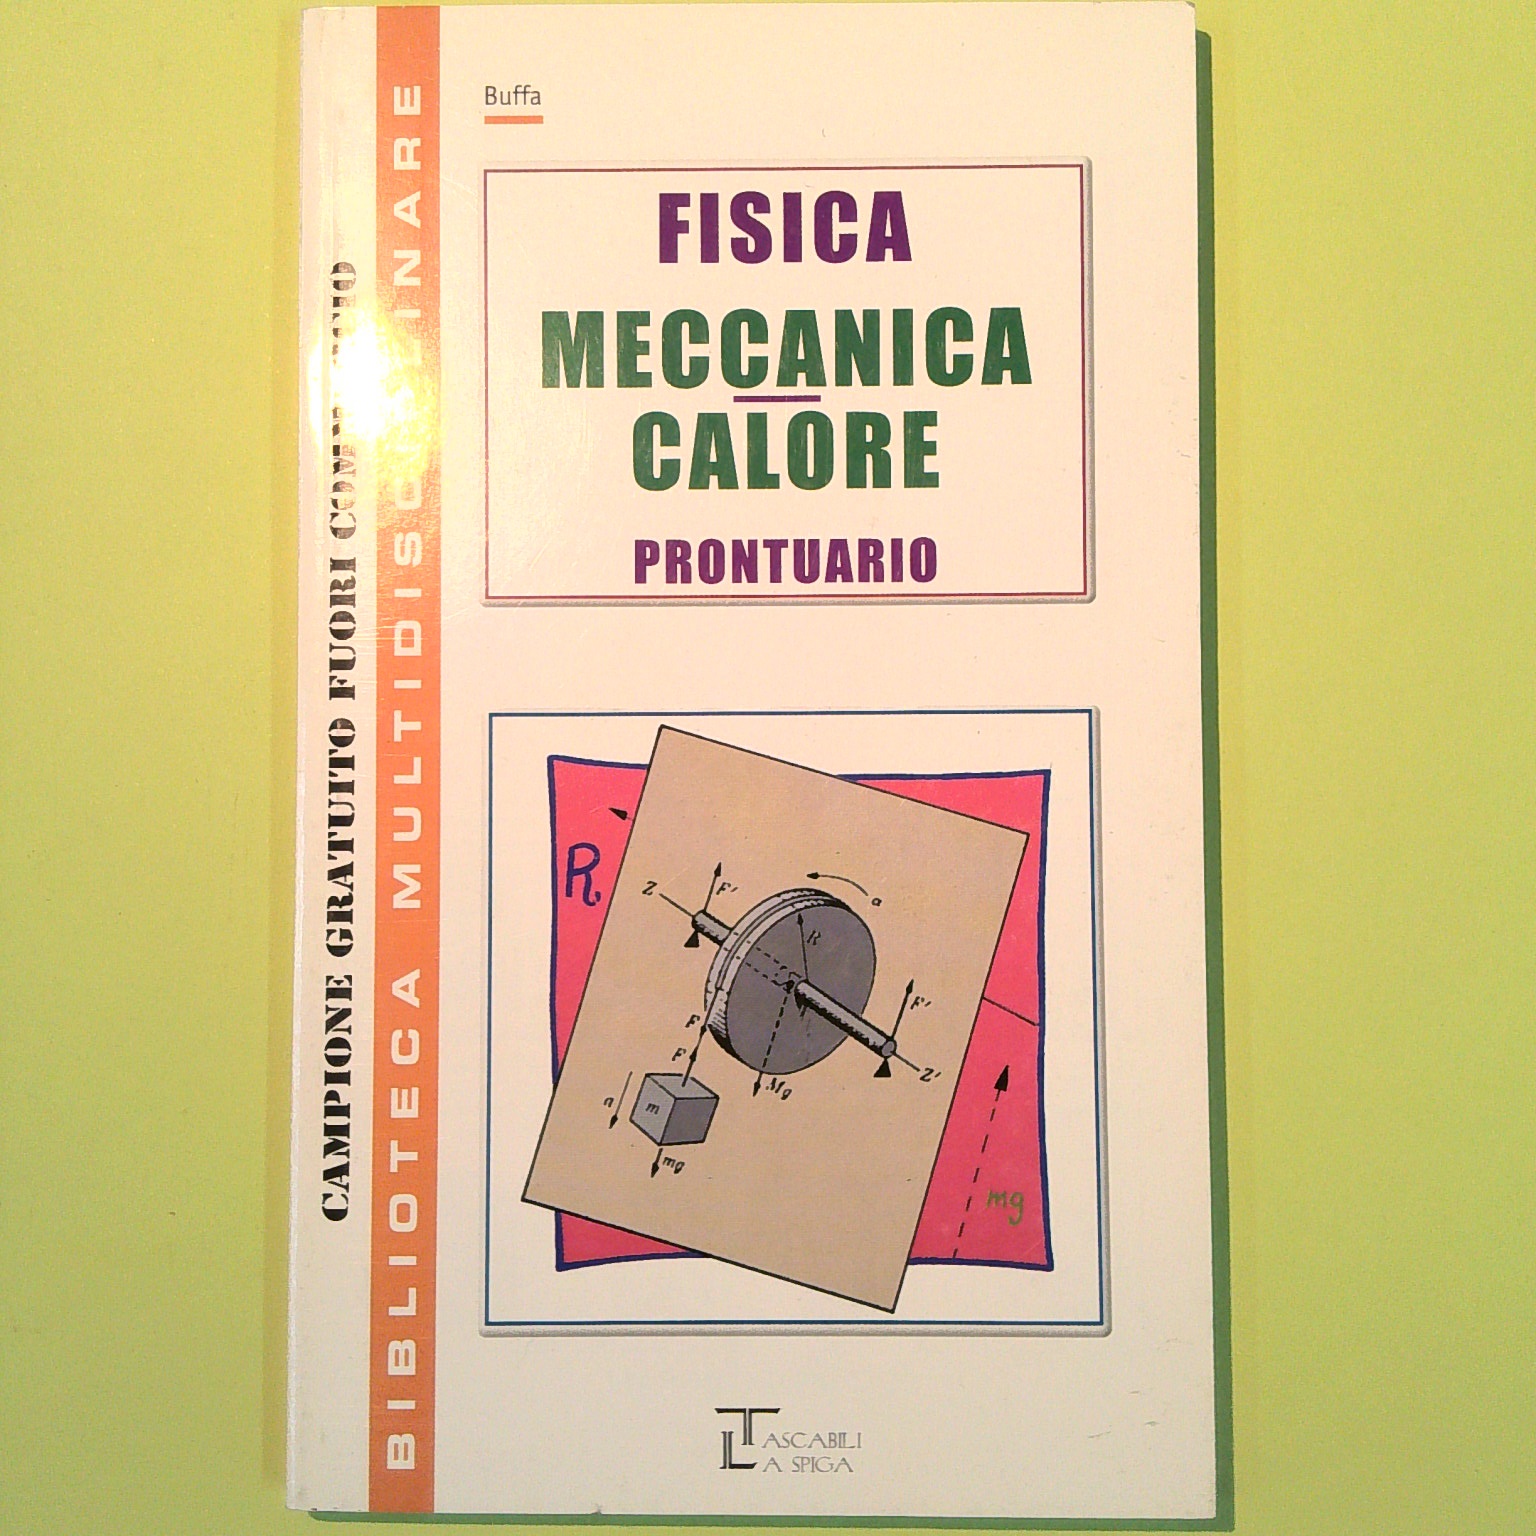 Buffa
FISICA
MECCANICA
CALORE
PRONTUARIO
CAMPIONE GRATUITO FUORI COMMERCIO
BIBLIOTECA MULTIDISCIPLINARE
R
Z
F'
a
R
F'
F
F
Z'
Mg
a
m
mg
mg
TASCABILI
LA SPIGA